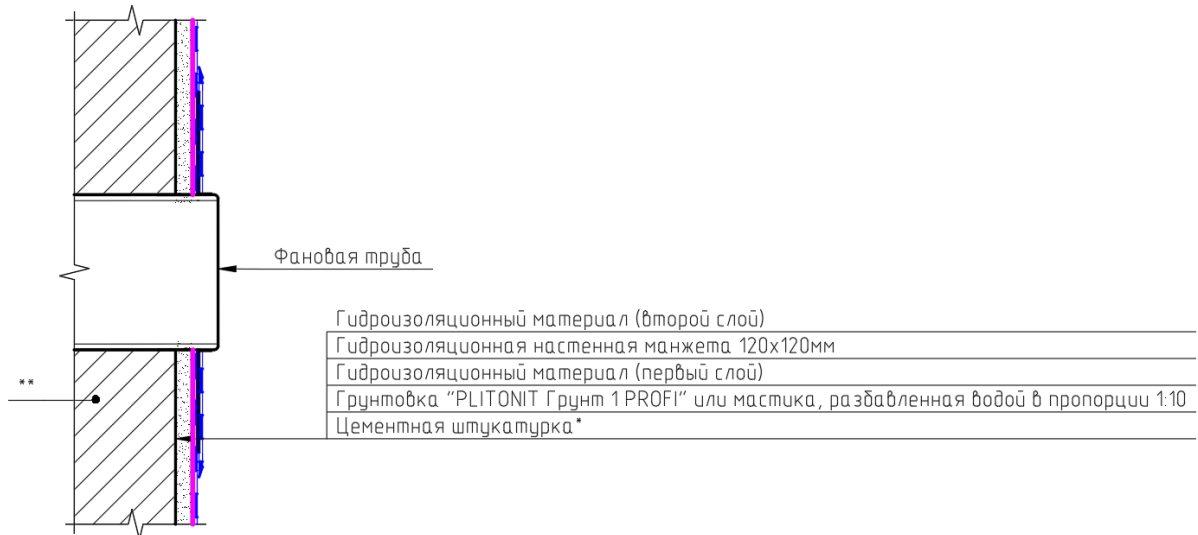 Фановая труба
Гидроизоляционный материал (второй слой)
Гидроизоляционная настенная манжета 120х120мм
Гидроизоляционный материал (первый слой)
Грунтовка "PLITONIT Грунт 1 PROFI" или мастика, разбавленная водой в пропорции 1:10
**
Цементная штукатурка*